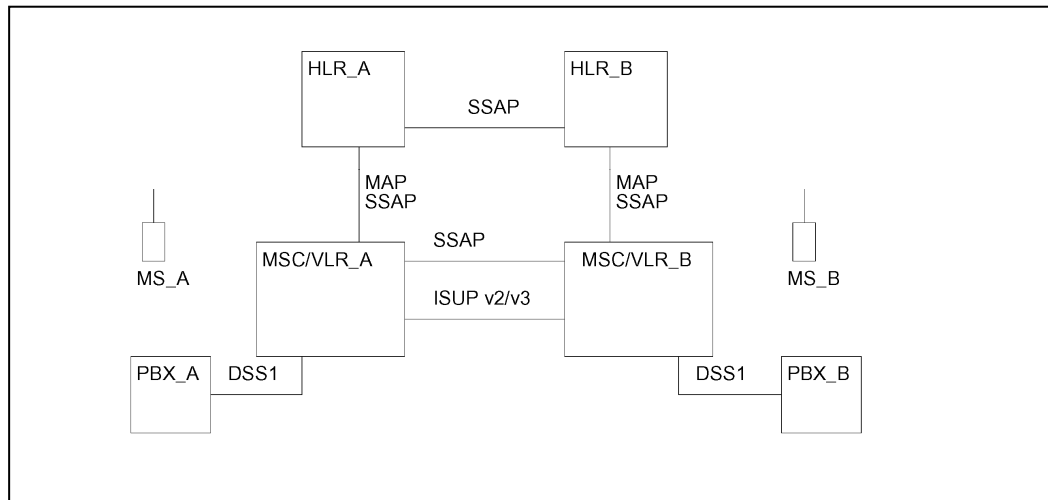 HLR_A
HLR_B
SSAP
MAP
SSAP
MAP
SSAP
SSAP
MSC/VLR_A
MSC/VLR_B
MS_A
MS_B
ISUP v2/v3
PBX_A
DSS1
DSS1
PBX_B